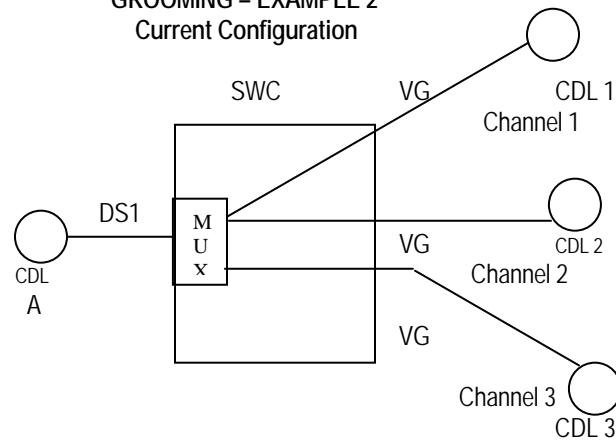 GROOMING – EXAMPLE 2
Current Configuration
SWC
VG
CDL 1
Channel 1
DS1
M
U
X
CDL
A
VG
CDL 2
Channel 2
VG
Channel 3
CDL 3